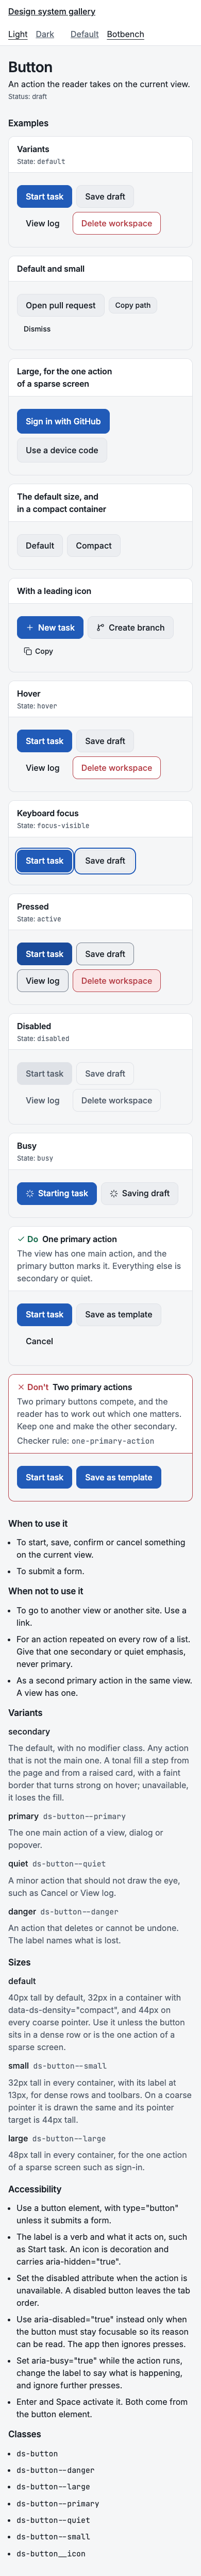 Design system gallery
Light Dark Default Botbench
Button
An action the reader takes on the current view.
Status: draft
Examples
Variants
State: default
Start task Save draft
View log Delete workspace
Default and small
Open pull request Copy path
Dismiss
Large, for the one action
of a sparse screen
Sign in with GitHub
Use a device code
The default size, and
in a compact container
Default Compact
With a leading icon
New task Create branch
Copy
Hover
State: hover
Start task Save draft
View log Delete workspace
Keyboard focus
State: focus-visible
Start task Save draft
Pressed
State: active
Start task Save draft
View log Delete workspace
Disabled
State: disabled
Start task Save draft
View log Delete workspace
Busy
State: busy
Starting task Saving draft
Do One primary action
The view has one main action, and the
primary button marks it. Everything else is
secondary or quiet.
Start task Save as template
Cancel
Don't Two primary actions
Two primary buttons compete, and the
reader has to work out which one matters.
Keep one and make the other secondary.
Checker rule: one-primary-action
Start task Save as template
When to use it
• To start, save, confirm or cancel something
on the current view.
• To submit a form.
When not to use it
• To go to another view or another site. Use a
link.
• For an action repeated on every row of a list.
Give that one secondary or quiet emphasis,
never primary.
• As a second primary action in the same view.
A view has one.
Variants
secondary
The default, with no modifier class. Any action
that is not the main one. A tonal fill a step from
the page and from a raised card, with a faint
border that turns strong on hover; unavailable,
it loses the fill.
primary ds-button--primary
The one main action of a view, dialog or
popover.
quiet ds-button--quiet
A minor action that should not draw the eye,
such as Cancel or View log.
danger ds-button--danger
An action that deletes or cannot be undone.
The label names what is lost.
Sizes
default
40px tall by default, 32px in a container with
data-ds-density="compact", and 44px on
every coarse pointer. Use it unless the button
sits in a dense row or is the one action of a
sparse screen.
small ds-button--small
32px tall in every container, with its label at
13px, for dense rows and toolbars. On a coarse
pointer it is drawn the same and its pointer
target is 44px tall.
large ds-button--large
48px tall in every container, for the one action
of a sparse screen such as sign-in.
Accessibility
• Use a button element, with type="button"
unless it submits a form.
• The label is a verb and what it acts on, such
as Start task. An icon is decoration and
carries aria-hidden="true".
• Set the disabled attribute when the action is
unavailable. A disabled button leaves the tab
order.
• Use aria-disabled="true" instead only when
the button must stay focusable so its reason
can be read. The app then ignores presses.
• Set aria-busy="true" while the action runs,
change the label to say what is happening,
and ignore further presses.
• Enter and Space activate it. Both come from
the button element.
Classes
• ds-button
• ds-button--danger
• ds-button--large
• ds-button--primary
• ds-button--quiet
• ds-button--small
• ds-button__icon